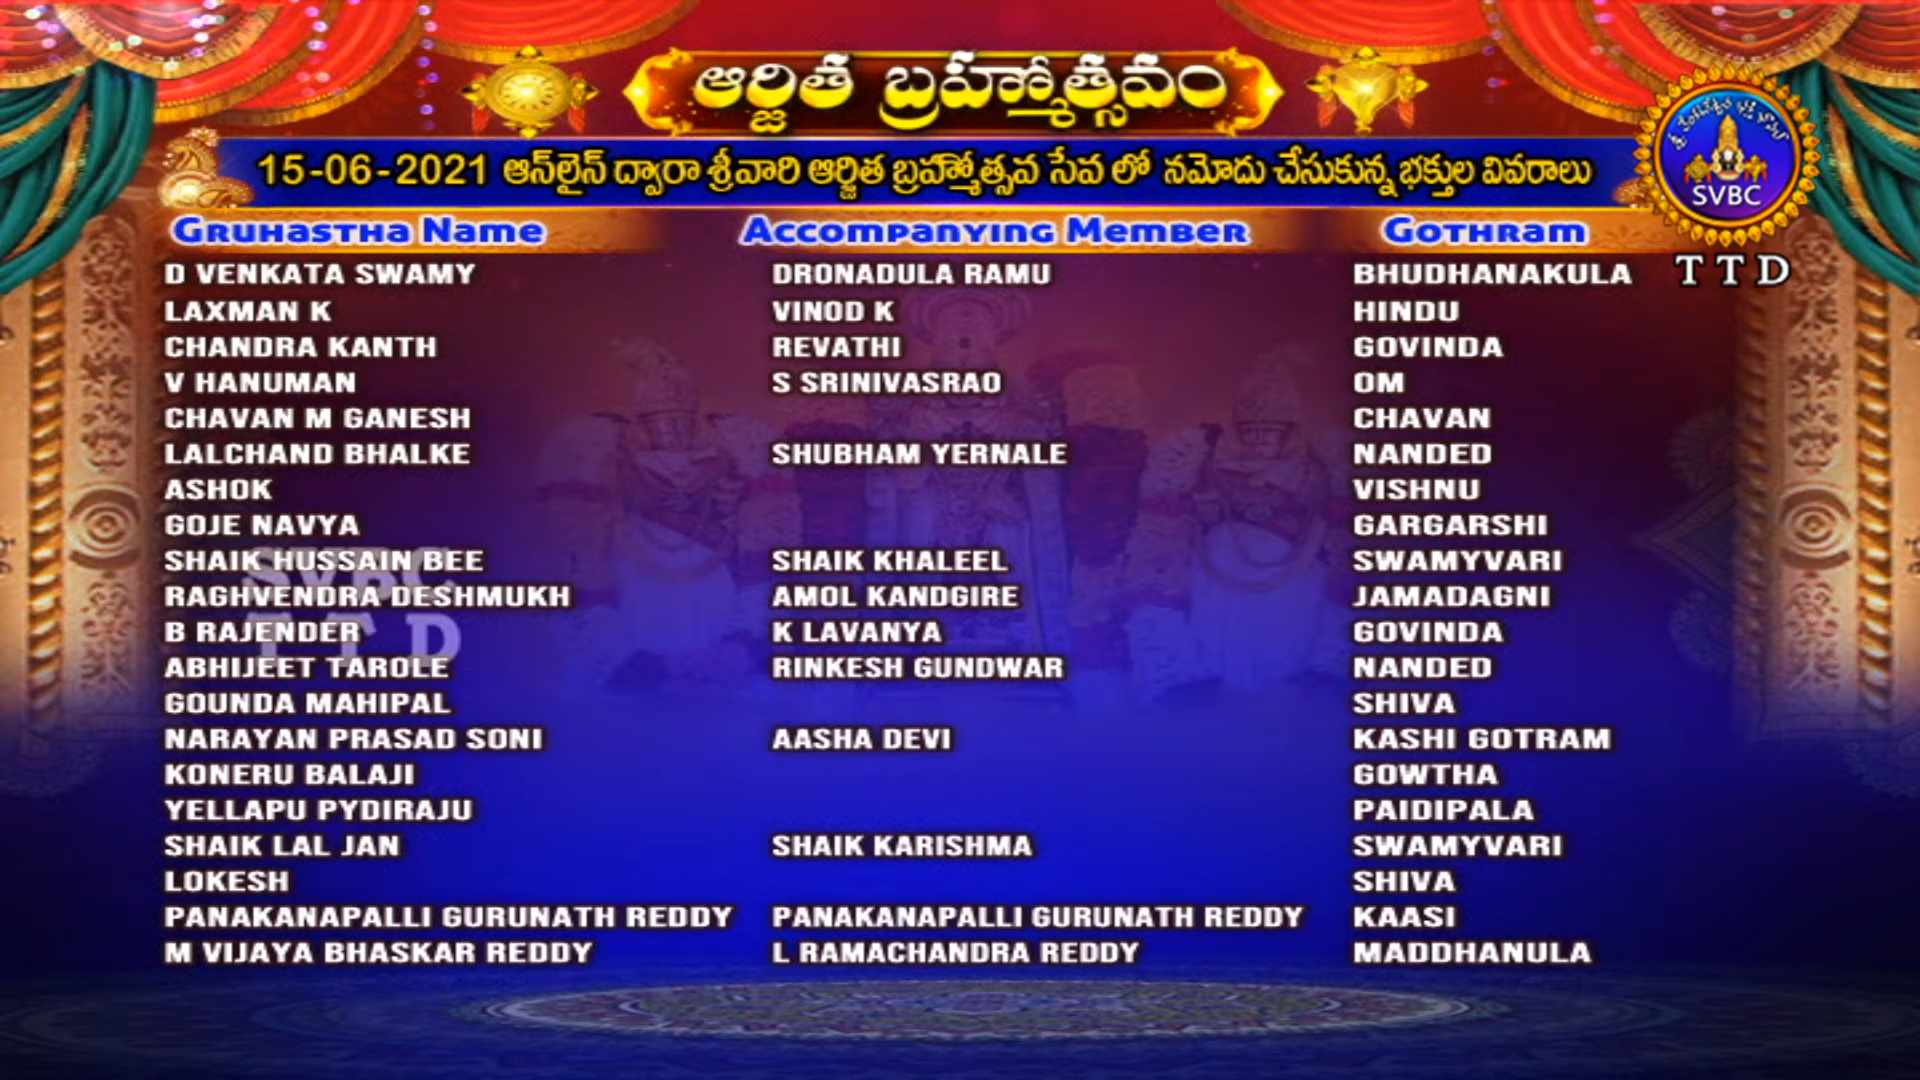 ఆర్జిత బ్రహ్మోత్సవం
15-06-2021 ఆన్‌లైన్ ద్వారా శ్రీవారి ఆర్జిత బ్రహ్మోత్సవ సేవ లో నమోదు చేసుకున్న భక్తుల వివరాలు
SVBC
TTD
Gruhastha Name Accompanying Member Gothram
D VENKATA SWAMY DRONADULA RAMU BHUDHANAKULA
LAXMAN K VINOD K HINDU
CHANDRA KANTH REVATHI GOVINDA
V HANUMAN S SRINIVASRAO OM
CHAVAN M GANESH CHAVAN
LALCHAND BHALKE SHUBHAM YERNALE NANDED
ASHOK VISHNU
GOJE NAVYA GARGARSHI
SHAIK HUSSAIN BEE SHAIK KHALEEL SWAMYVARI
RAGHVENDRA DESHMUKH AMOL KANDGIRE JAMADAGNI
B RAJENDER K LAVANYA GOVINDA
ABHIJEET TAROLE RINKESH GUNDWAR NANDED
GOUNDA MAHIPAL SHIVA
NARAYAN PRASAD SONI AASHA DEVI KASHI GOTRAM
KONERU BALAJI GOWTHA
YELLAPU PYDIRAJU PAIDIPALA
SHAIK LAL JAN SHAIK KARISHMA SWAMYVARI
LOKESH SHIVA
PANAKANAPALLI GURUNATH REDDY PANAKANAPALLI GURUNATH REDDY KAASI
M VIJAYA BHASKAR REDDY L RAMACHANDRA REDDY MADDHANULA
SVBC
TTD